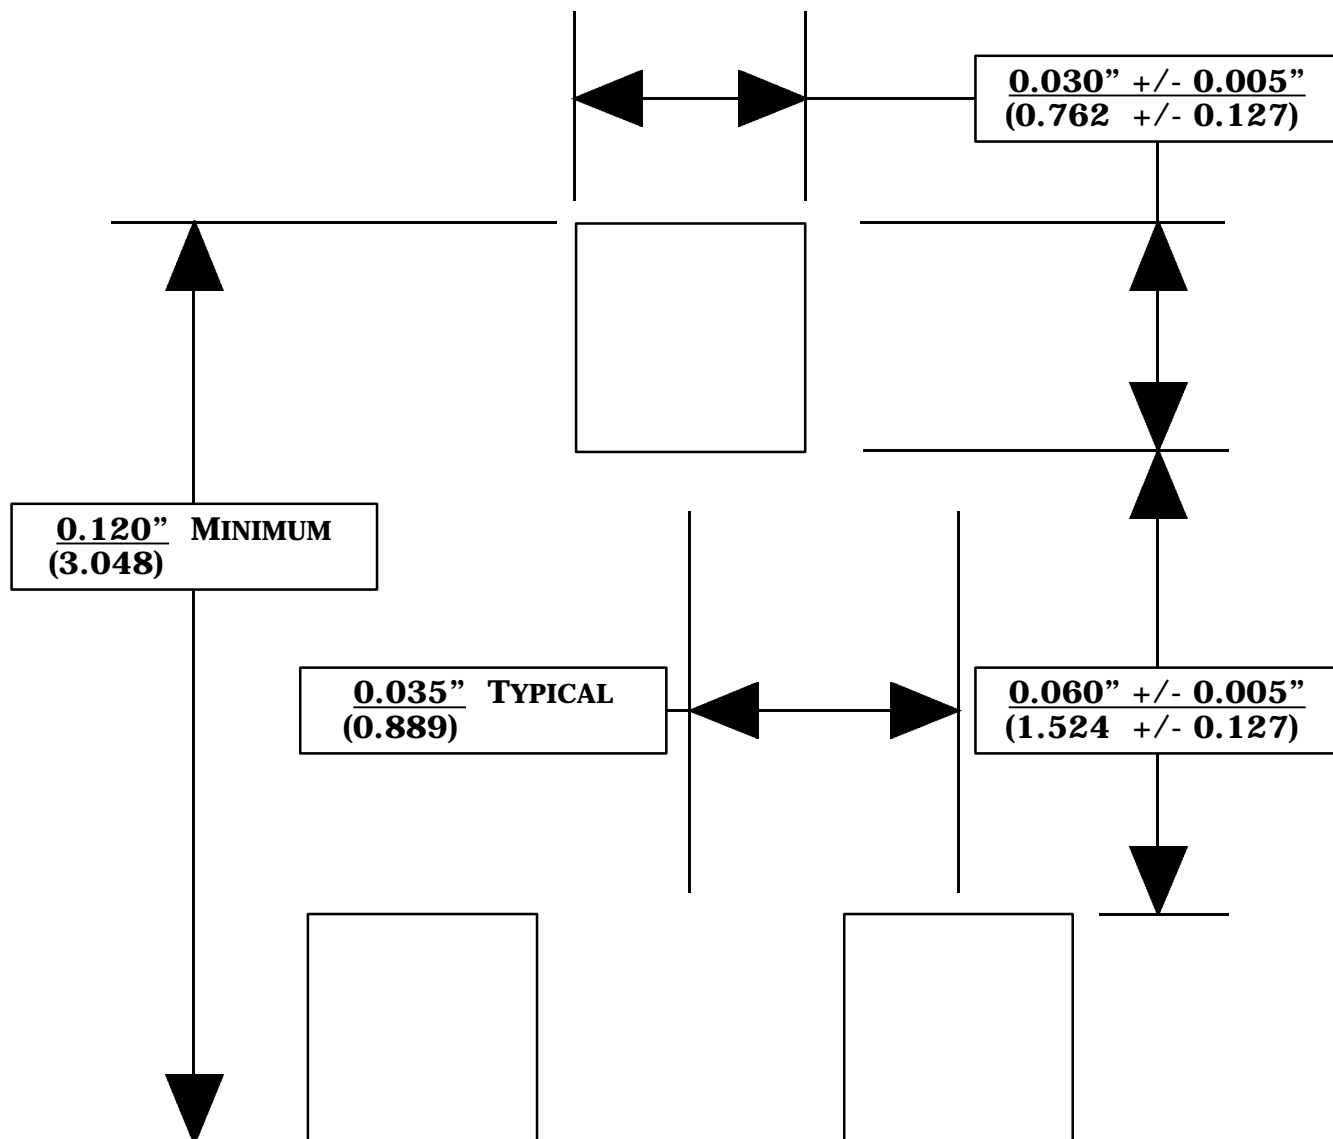 0.030” +/- 0.005”
(0.762 +/- 0.127)
0.120” MINIMUM
(3.048)
0.035” TYPICAL
(0.889)
0.060” +/- 0.005”
(1.524 +/- 0.127)